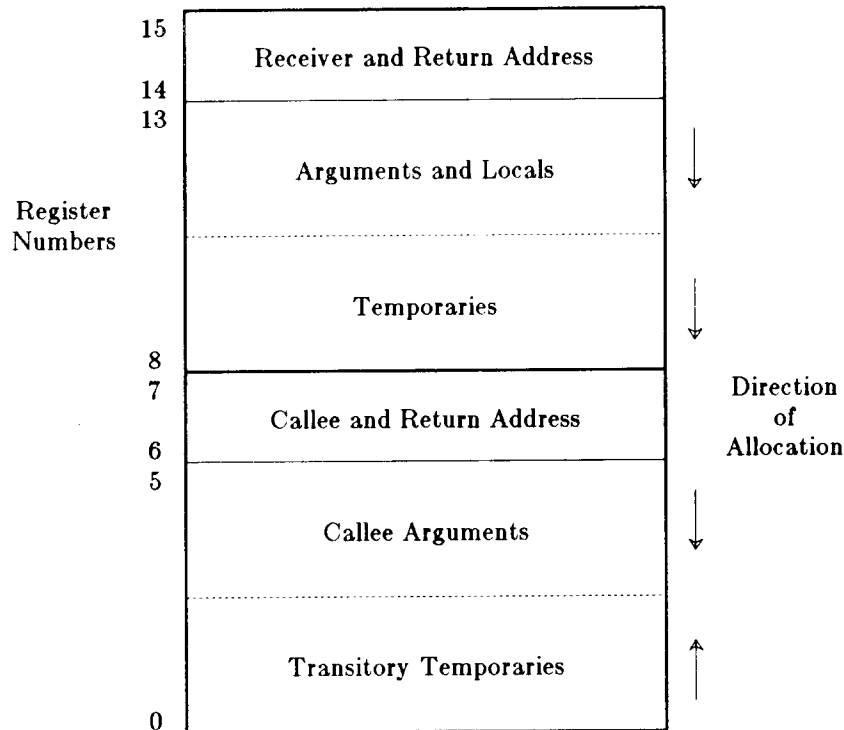 15
Receiver and Return Address
14
13
Arguments and Locals
Register
Numbers
Temporaries
8
7
Direction
of
Allocation
Callee and Return Address
6
5
Callee Arguments
Transitory Temporaries
0